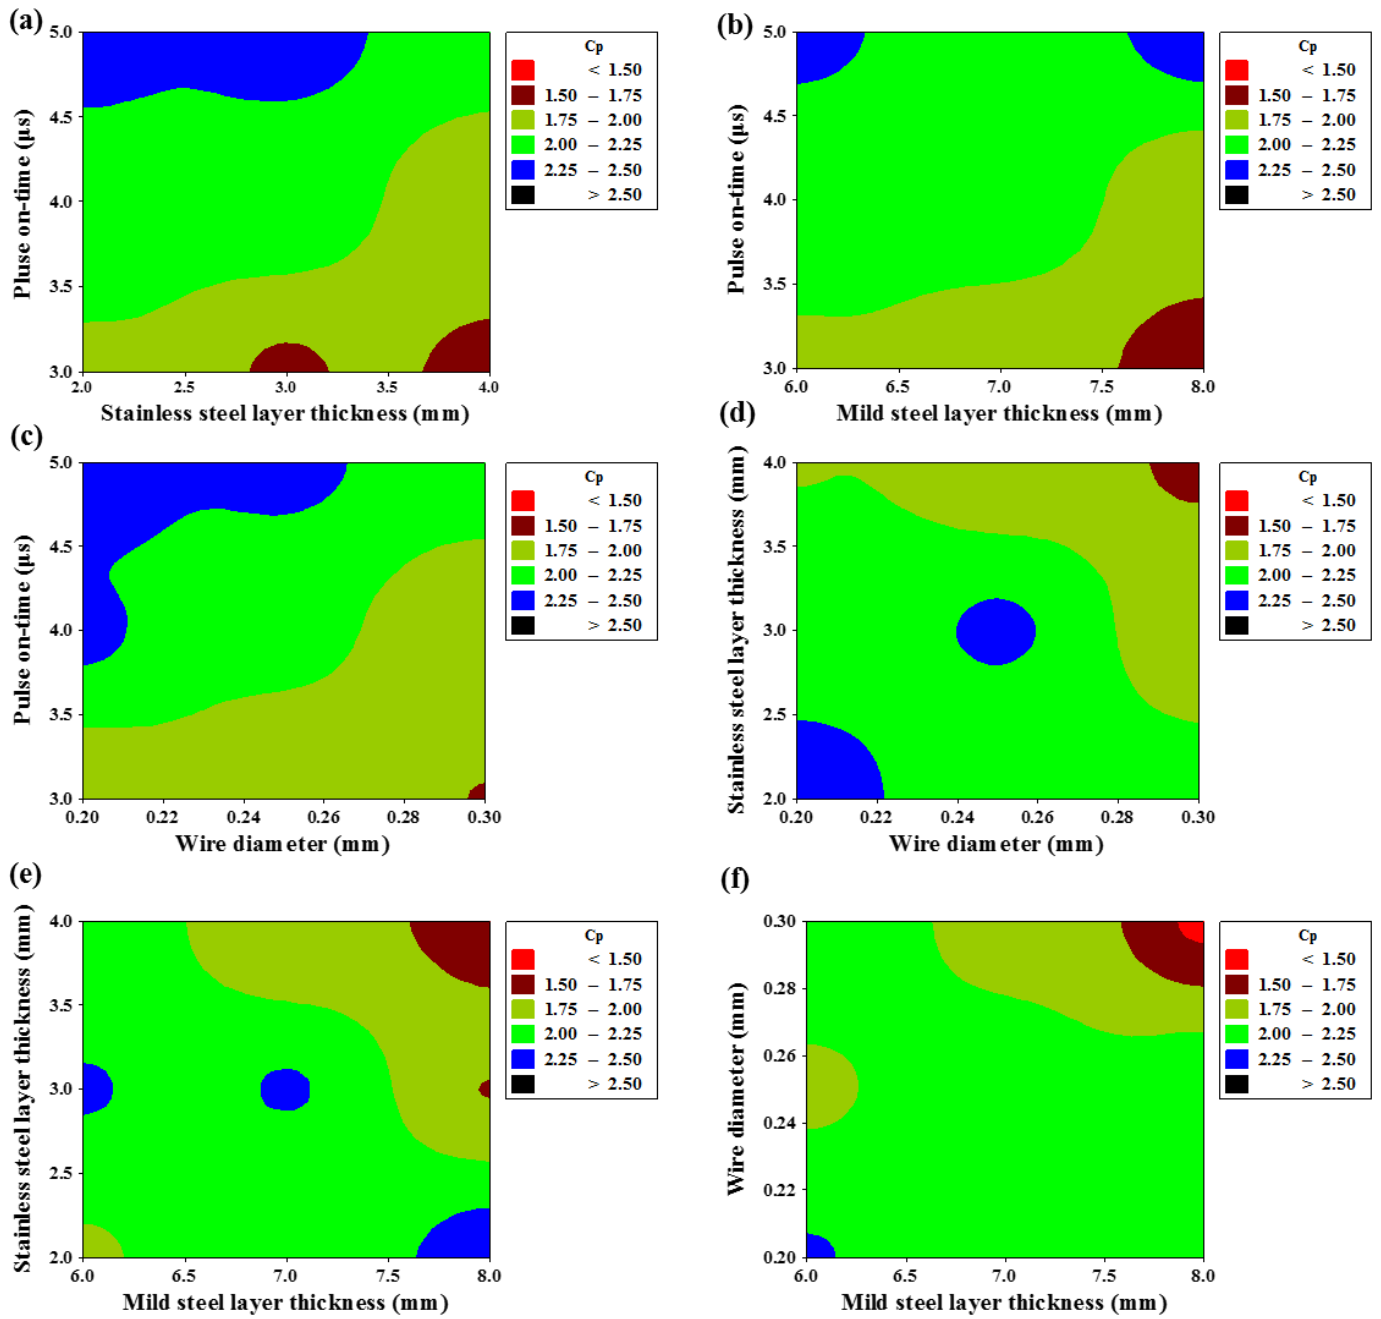 (a)
5.0
4.5
4.0
3.5
3.0
Pluse on-time (μs)
2.0 2.5 3.0 3.5 4.0
Stainless steel layer thickness (mm)
Cp
< 1.50
1.50 – 1.75
1.75 – 2.00
2.00 – 2.25
2.25 – 2.50
> 2.50
(b)
5.0
4.5
4.0
3.5
3.0
Pulse on-time (μs)
6.0 6.5 7.0 7.5 8.0
Mild steel layer thickness (mm)
Cp
< 1.50
1.50 – 1.75
1.75 – 2.00
2.00 – 2.25
2.25 – 2.50
> 2.50
(c)
5.0
4.5
4.0
3.5
3.0
Pulse on-time (μs)
0.20 0.22 0.24 0.26 0.28 0.30
Wire diameter (mm)
Cp
< 1.50
1.50 – 1.75
1.75 – 2.00
2.00 – 2.25
2.25 – 2.50
> 2.50
(d)
4.0
3.5
3.0
2.5
2.0
Stainless steel layer thickness (mm)
0.20 0.22 0.24 0.26 0.28 0.30
Wire diameter (mm)
Cp
< 1.50
1.50 – 1.75
1.75 – 2.00
2.00 – 2.25
2.25 – 2.50
> 2.50
(e)
4.0
3.5
3.0
2.5
2.0
Stainless steel layer thickness (mm)
6.0 6.5 7.0 7.5 8.0
Mild steel layer thickness (mm)
Cp
< 1.50
1.50 – 1.75
1.75 – 2.00
2.00 – 2.25
2.25 – 2.50
> 2.50
(f)
0.30
0.28
0.26
0.24
0.22
0.20
Wire diameter (mm)
6.0 6.5 7.0 7.5 8.0
Mild steel layer thickness (mm)
Cp
< 1.50
1.50 – 1.75
1.75 – 2.00
2.00 – 2.25
2.25 – 2.50
> 2.50